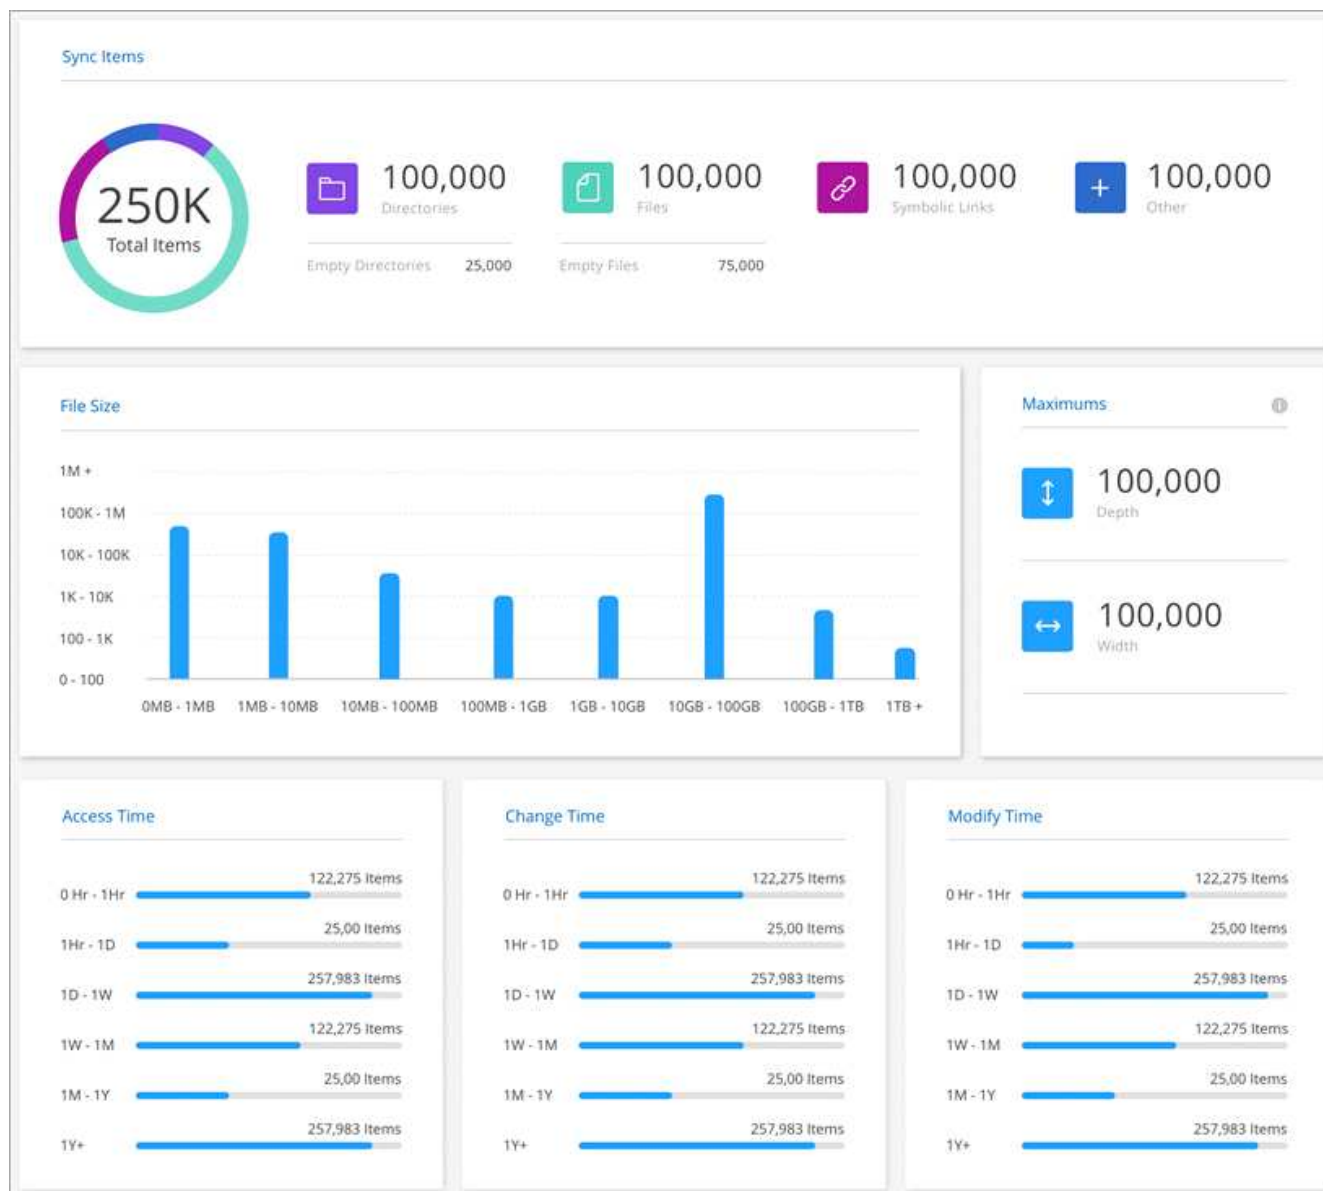 Sync Items
250K
Total Items
100,000
Directories
Empty Directories 25,000
100,000
Files
Empty Files 75,000
100,000
Symbolic Links
100,000
Other
File Size
1M +
100K - 1M
10K - 100K
1K - 10K
100 - 1K
0 - 100
0MB - 1MB 1MB - 10MB 10MB - 100MB 100MB - 1GB 1GB - 10GB 10GB - 100GB 100GB - 1TB 1TB +
Maximums
100,000
Depth
100,000
Width
Access Time
122,275 Items
0 Hr - 1Hr
25,00 Items
1Hr - 1D
257,983 Items
1D - 1W
122,275 Items
1W - 1M
25,00 Items
1M - 1Y
257,983 Items
1Y+
Change Time
122,275 Items
0 Hr - 1Hr
25,00 Items
1Hr - 1D
257,983 Items
1D - 1W
122,275 Items
1W - 1M
25,00 Items
1M - 1Y
257,983 Items
1Y+
Modify Time
122,275 Items
0 Hr - 1Hr
25,00 Items
1Hr - 1D
257,983 Items
1D - 1W
122,275 Items
1W - 1M
25,00 Items
1M - 1Y
257,983 Items
1Y+